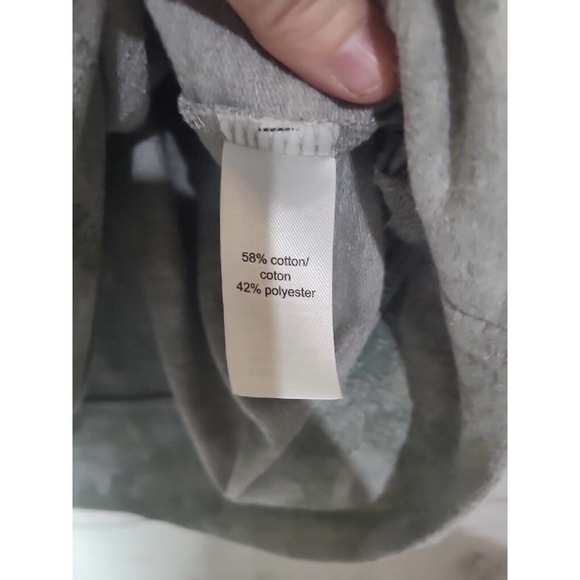 58% cotton/
coton
42% polyester